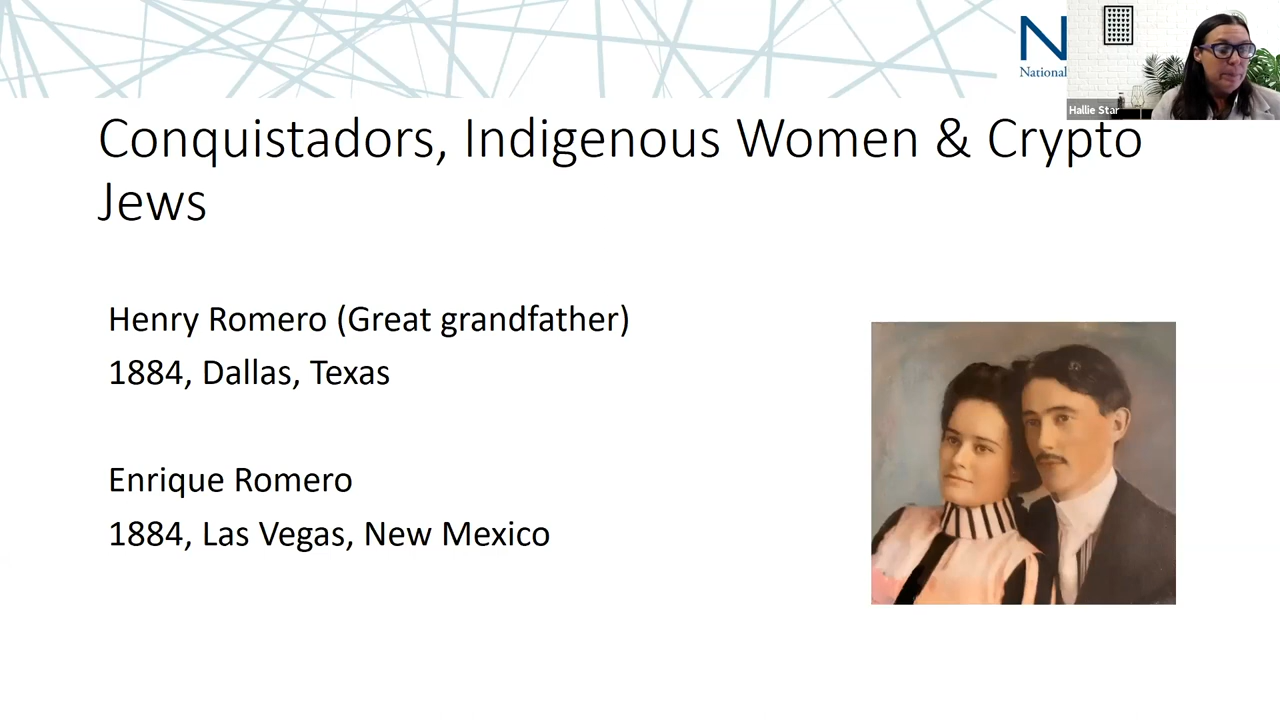 N
National
Hallie Star
Conquistadors, Indigenous Women & Crypto
Jews
Henry Romero (Great grandfather)
1884, Dallas, Texas
Enrique Romero
1884, Las Vegas, New Mexico